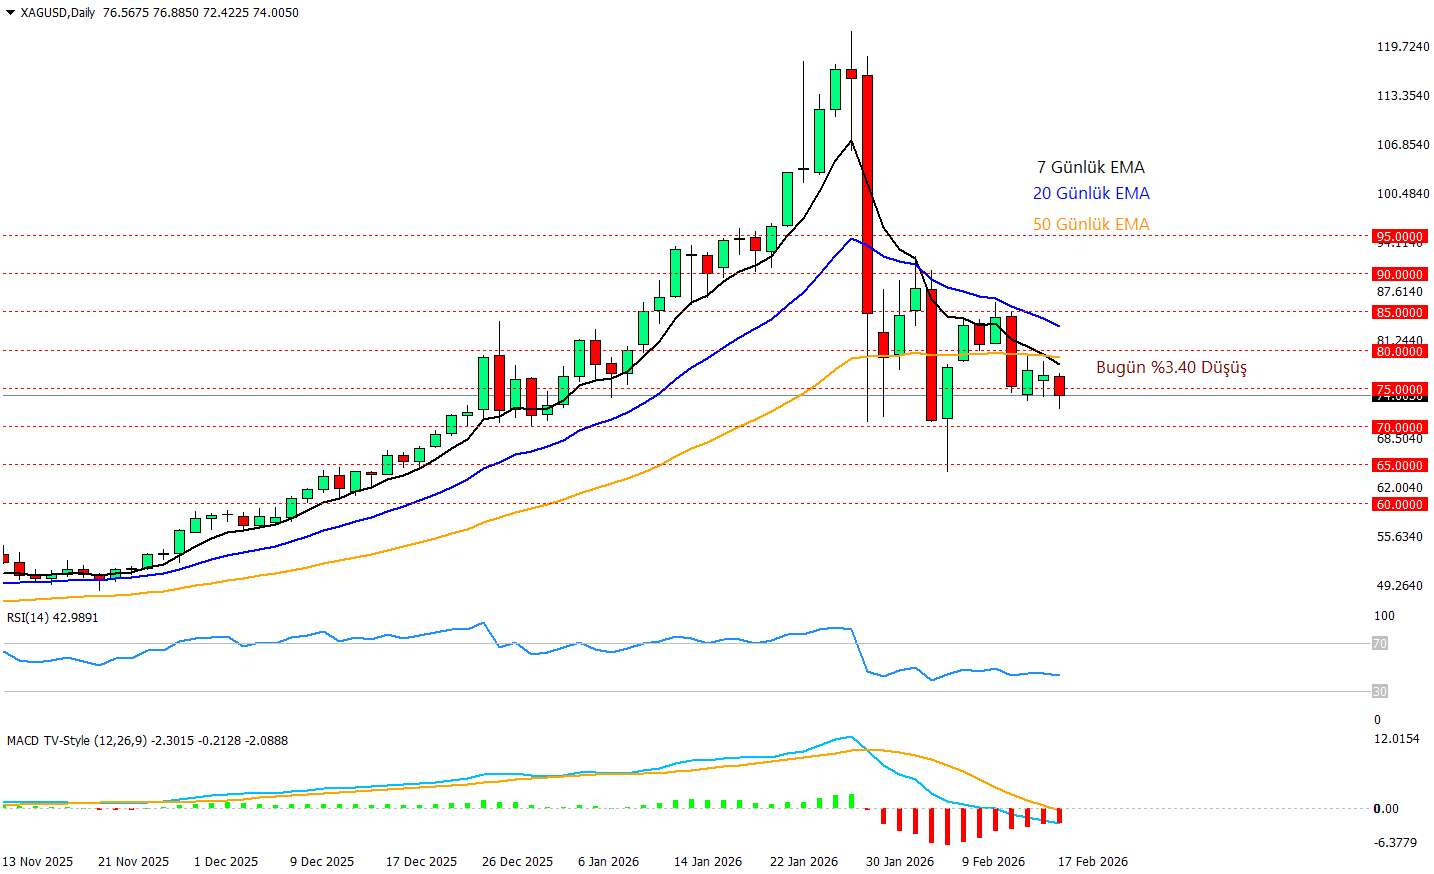 XAGUSD,Daily 76.5675 76.8850 72.4225 74.0050
119.7240
113.3540
106.8540
7 Günlük EMA
20 Günlük EMA
100.4840
50 Günlük EMA
95.0000
94.1140
90.0000
87.6140
85.0000
81.2440
80.0000
Bugün %3.40 Düşüş
75.0000
74.0050
70.0000
68.5040
65.0000
62.0040
60.0000
55.6340
49.2640
RSI(14) 42.9891
100
70
30
0
MACD TV-Style (12,26,9) -2.3015 -0.2128 -2.0888
12.0154
0.00
-6.3779
13 Nov 2025
21 Nov 2025
1 Dec 2025
9 Dec 2025
17 Dec 2025
26 Dec 2025
6 Jan 2026
14 Jan 2026
22 Jan 2026
30 Jan 2026
9 Feb 2026
17 Feb 2026